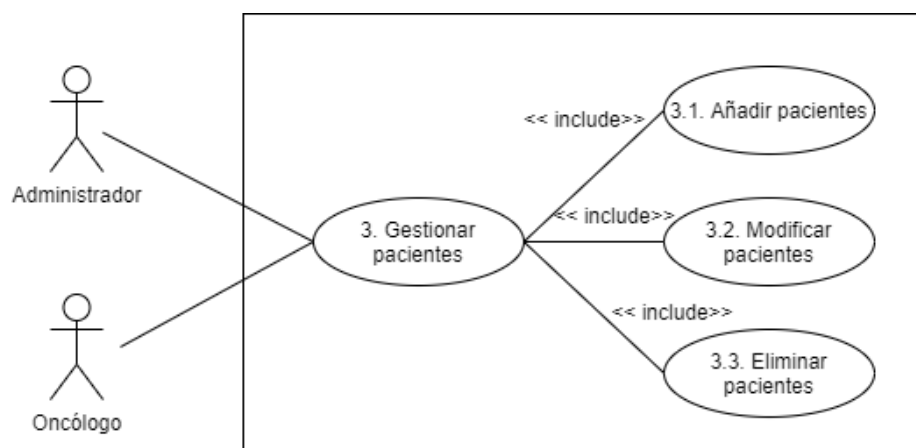 Administrador
Oncólogo
3. Gestionar
pacientes
<< include>>
3.1. Añadir pacientes
<< include>>
3.2. Modificar
pacientes
<< include>>
3.3. Eliminar
pacientes